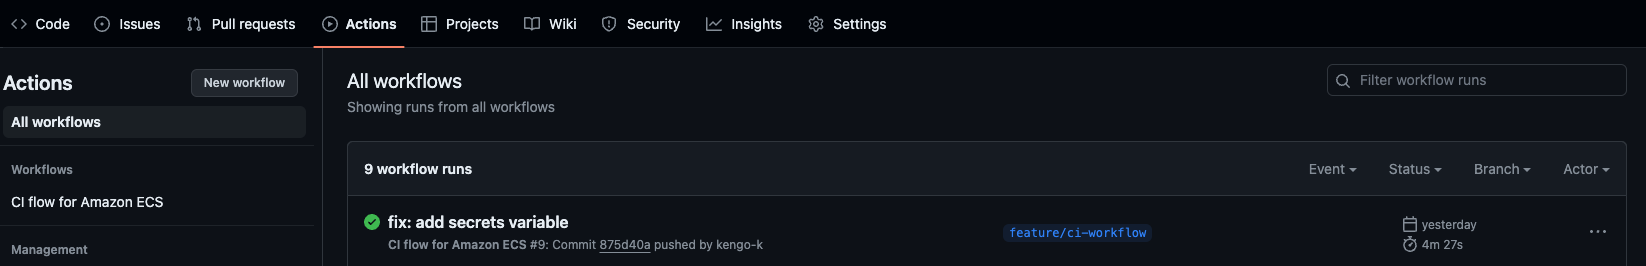 Code Issues Pull requests Actions Projects Wiki Security Insights Settings
Actions New workflow
All workflows
Workflows
CI flow for Amazon ECS
Management
All workflows
Showing runs from all workflows
Filter workflow runs
9 workflow runs Event Status Branch Actor
fix: add secrets variable
CI flow for Amazon ECS #9: Commit 875d40a pushed by kengo-k
feature/ci-workflow
yesterday
4m 27s